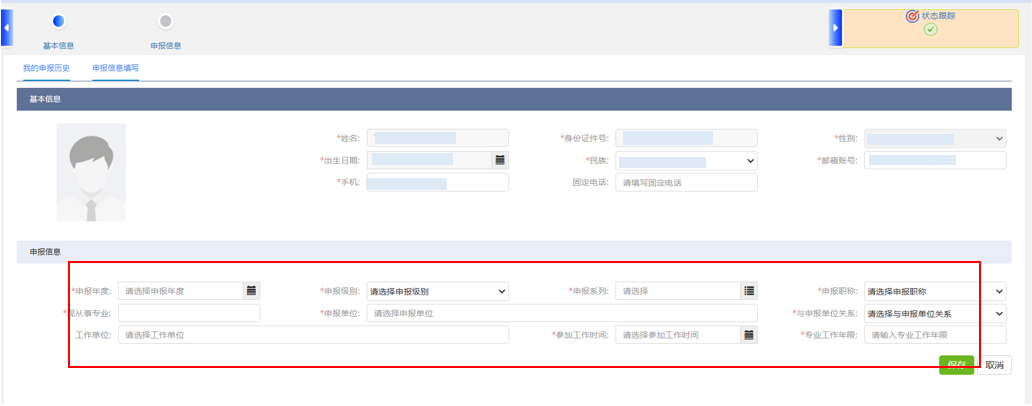 状态跟踪
基本信息 申报信息
我的申报历史 申报信息填写
基本信息
*姓名: *身份证件号: *性别:
*出生日期: *民族: *邮箱账号:
*手机: 固定电话: 请填写固定电话
申报信息
*申报年度: 请选择申报年度 *申报级别: 请选择申报级别 *申报系列: 请选择 *申报职称: 请选择申报职称
*现从事专业: *申报单位: 请选择申报单位 *与申报单位关系: 请选择与申报单位关系
工作单位: 请选择工作单位 *参加工作时间: 请选择参加工作时间 *专业工作年限: 请输入专业工作年限
保存 取消